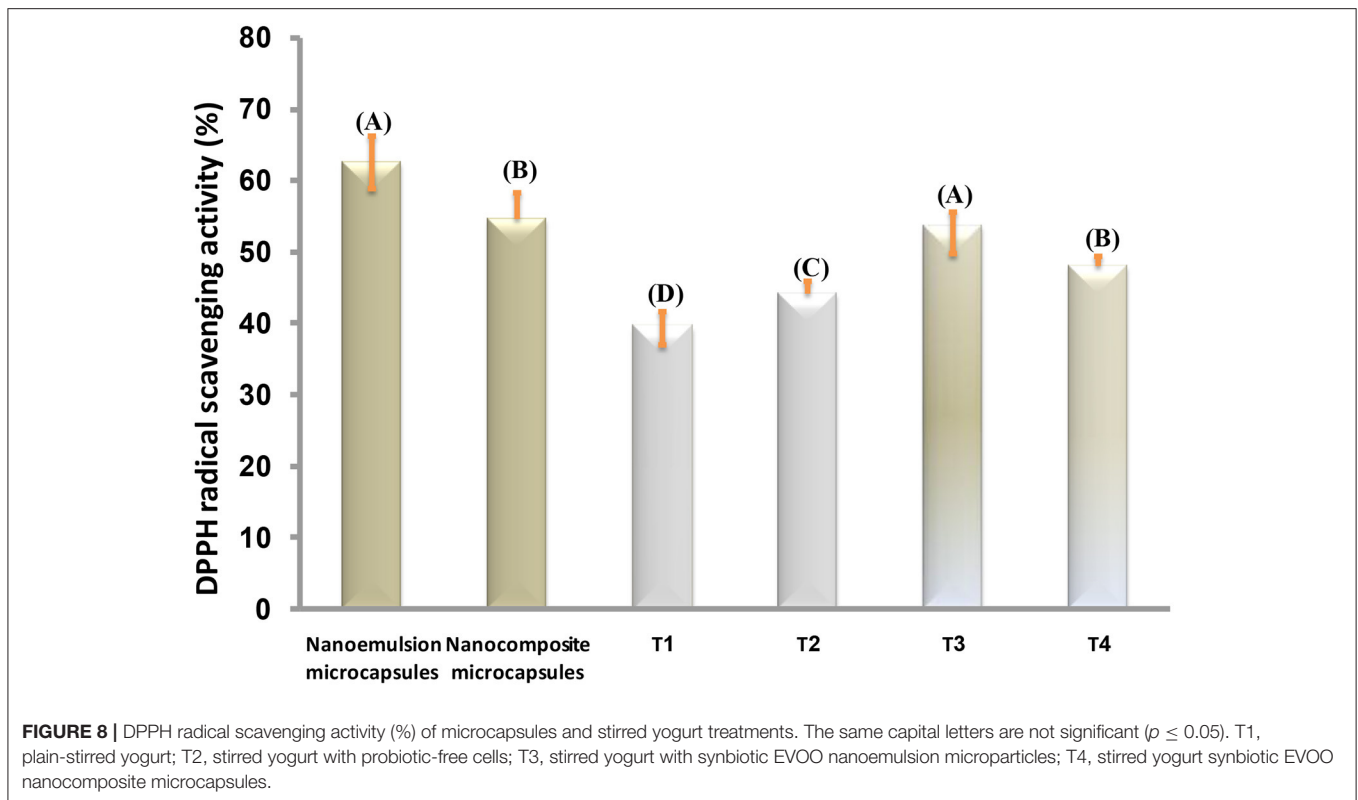 80
70
60
50
40
30
20
10
0
DPPH radical scavenging activity (%)
(A)
(B)
(D)
(C)
(A)
(B)
Nanoemulsion microcapsules
Nanocomposite microcapsules
T1
T2
T3
T4
FIGURE 8 | DPPH radical scavenging activity (%) of microcapsules and stirred yogurt treatments. The same capital letters are not significant (p ≤ 0.05). T1,
plain-stirred yogurt; T2, stirred yogurt with probiotic-free cells; T3, stirred yogurt with synbiotic EVOO nanoemulsion microparticles; T4, stirred yogurt synbiotic EVOO
nanocomposite microcapsules.